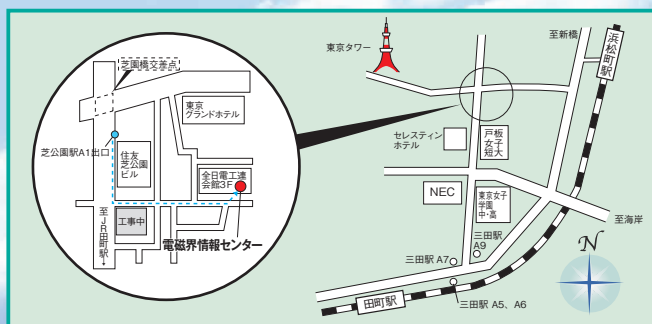 芝園橋交差点
東京
グランドホテル
芝公園駅A1出口
住友
芝公園
ビル
全日電工連
会館3F
工事中
電磁界情報センター
至JR田町駅
東京タワー
至新橋
浜松町駅
セレスティン
ホテル
戸板
女子
短大
NEC
東京女子
学園
中・高
至海岸
三田駅
A9
三田駅 A7
三田駅 A5、A6
田町駅
N